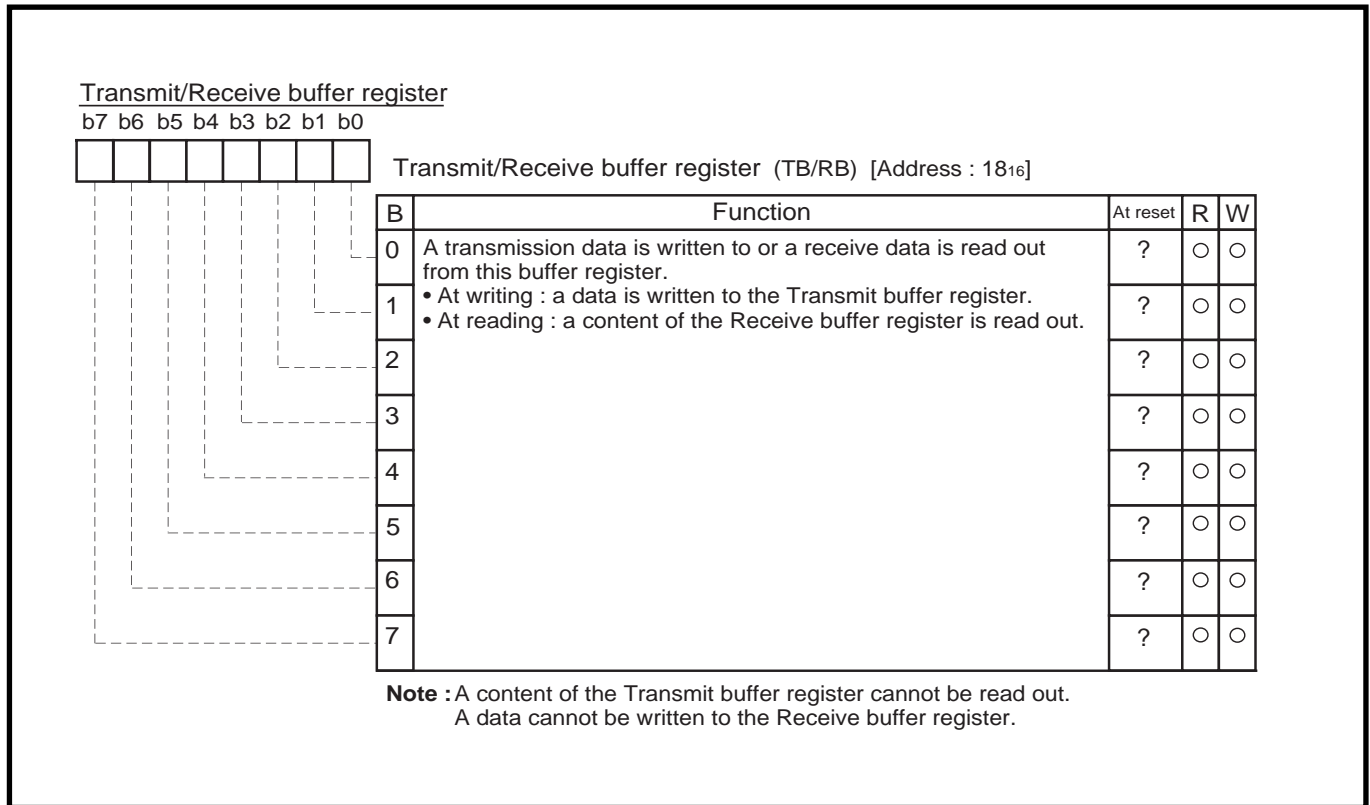 Transmit/Receive buffer register
b7 b6 b5 b4 b3 b2 b1 b0
Transmit/Receive buffer register (TB/RB) [Address : 18₁₆]
B Function At reset R W
0 A transmission data is written to or a receive data is read out ? ○ ○
from this buffer register.
• At writing : a data is written to the Transmit buffer register.
1 ? ○ ○
• At reading : a content of the Receive buffer register is read out.
2 ? ○ ○
3 ? ○ ○
4 ? ○ ○
5 ? ○ ○
6 ? ○ ○
7 ? ○ ○
Note : A content of the Transmit buffer register cannot be read out.
A data cannot be written to the Receive buffer register.